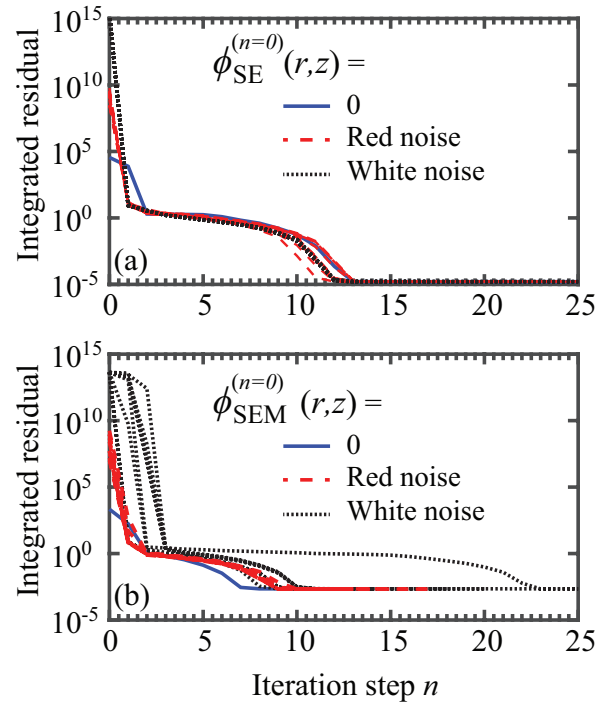 10^15
10^10
10^5
10^0
10^-5
Integrated residual
ϕ_SE^(n=0) (r,z) =
0
Red noise
White noise
(a)
0 5 10 15 20 25
10^15
10^10
10^5
10^0
10^-5
Integrated residual
ϕ_SEM^(n=0) (r,z) =
0
Red noise
White noise
(b)
0 5 10 15 20 25
Iteration step n